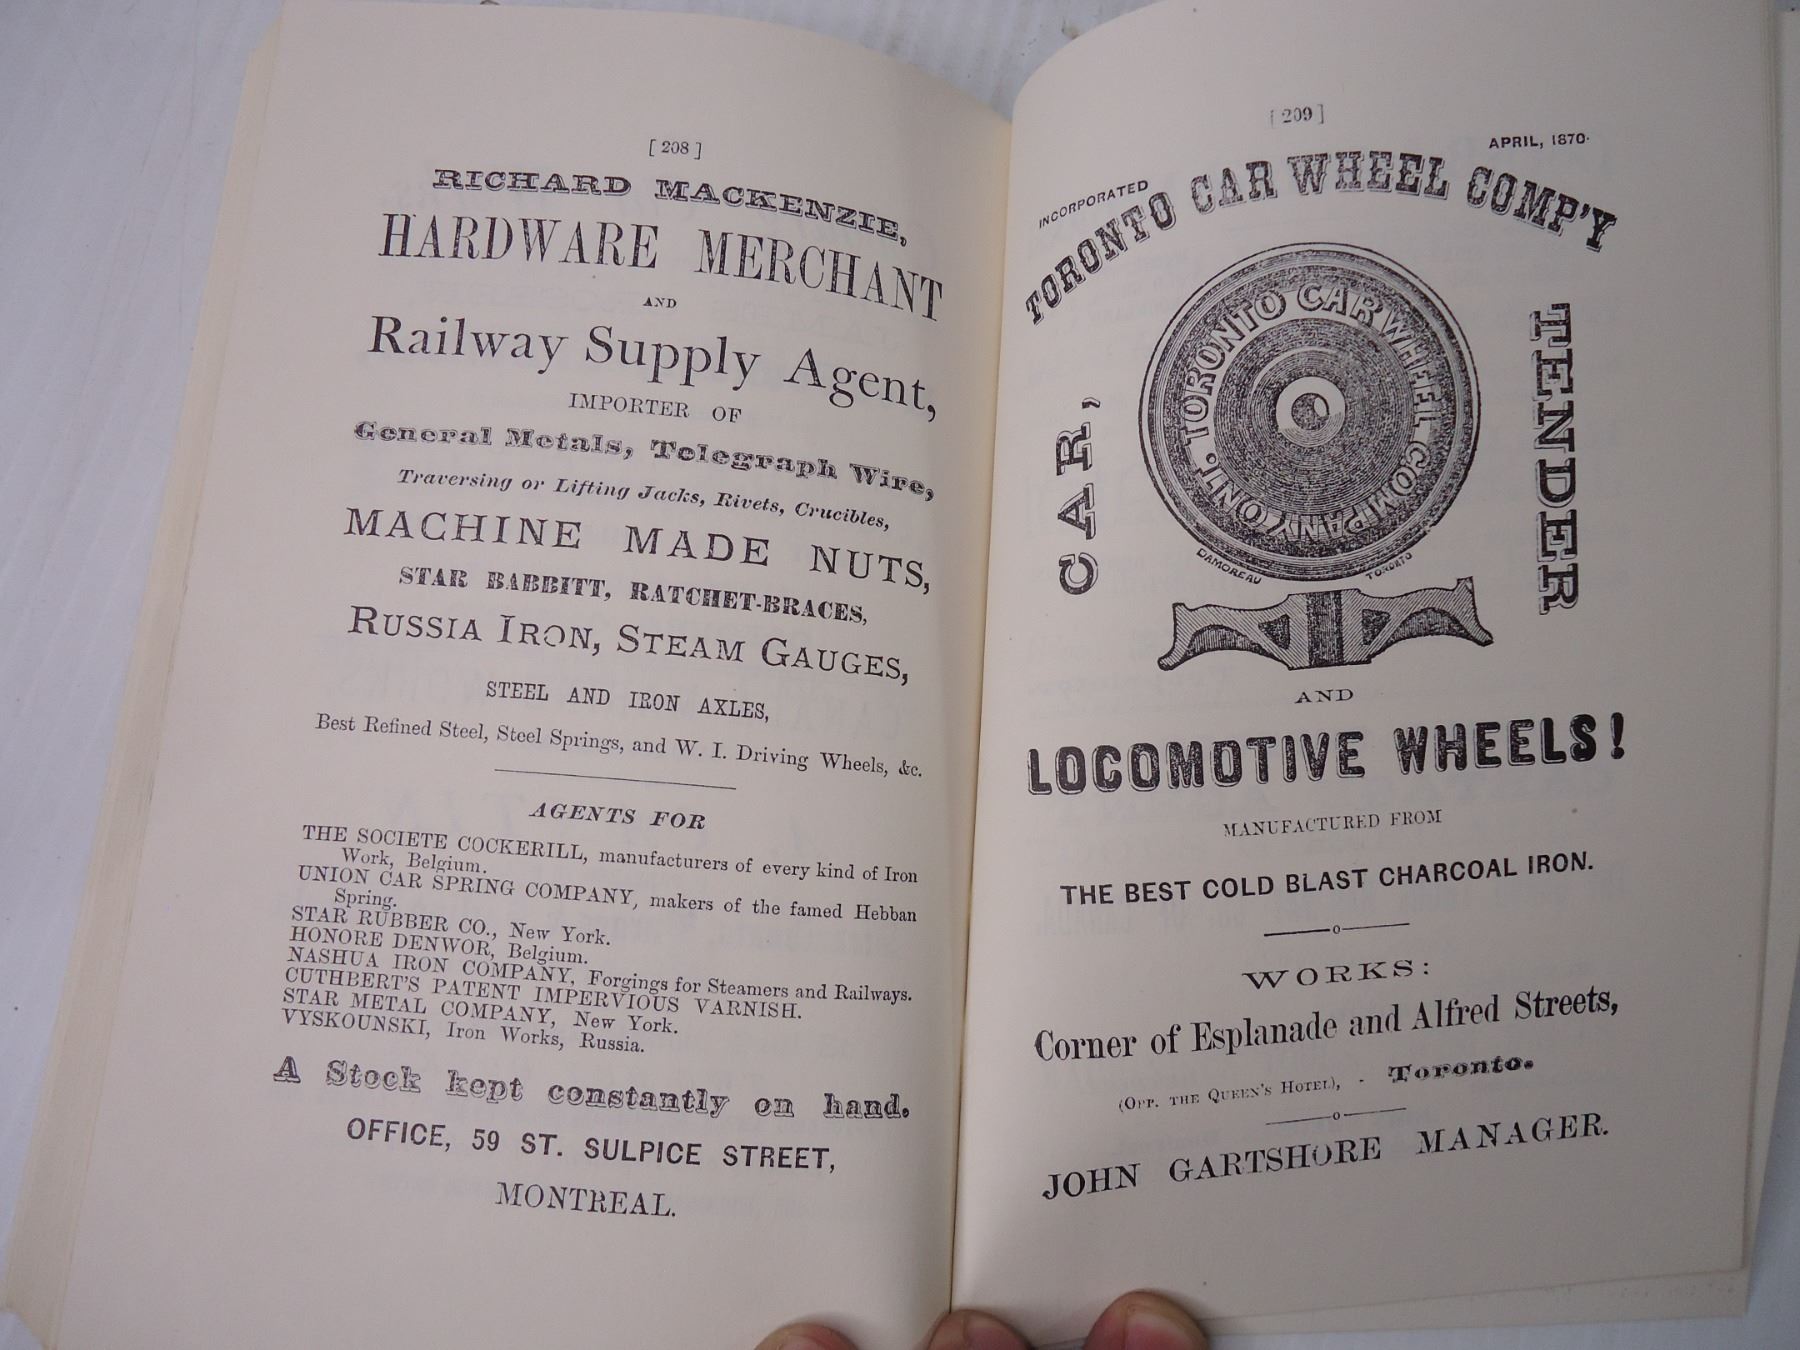 [ 208 ]
RICHARD MACKENZIE,
HARDWARE MERCHANT
AND
Railway Supply Agent,
IMPORTER OF
General Metals, Telegraph Wire,
Traversing or Lifting Jacks, Rivets, Crucibles,
MACHINE MADE NUTS,
STAR BABBITT, RATCHET-BRACES,
RUSSIA IRON, STEAM GAUGES,
STEEL AND IRON AXLES,
Best Refined Steel, Steel Springs, and W. I. Driving Wheels, &c.
AGENTS FOR
THE SOCIETE COCKERILL, manufacturers of every kind of Iron
Work, Belgium.
UNION CAR SPRING COMPANY, makers of the famed Hebban
Spring.
STAR RUBBER CO., New York.
HONORE DENWOR, Belgium.
NASHUA IRON COMPANY, Forgings for Steamers and Railways.
CUTHBERT'S PATENT IMPERVIOUS VARNISH.
STAR METAL COMPANY, New York.
VYSKOUNSKI, Iron Works, Russia.
A Stock kept constantly on hand.
OFFICE, 59 ST. SULPICE STREET,
MONTREAL.
[ 209 ]
INCORPORATED APRIL, 1870.
TORONTO CAR WHEEL COMP'Y
TORONTO CAR WHEEL COMPANY ONT.
DAMOREAU TORONTO
CAR,
TENDER
AND
LOCOMOTIVE WHEELS!
MANUFACTURED FROM
THE BEST COLD BLAST CHARCOAL IRON.
o
WORKS:
Corner of Esplanade and Alfred Streets,
(OPP. THE QUEEN'S HOTEL), - Toronto.
o
JOHN GARTSHORE MANAGER.